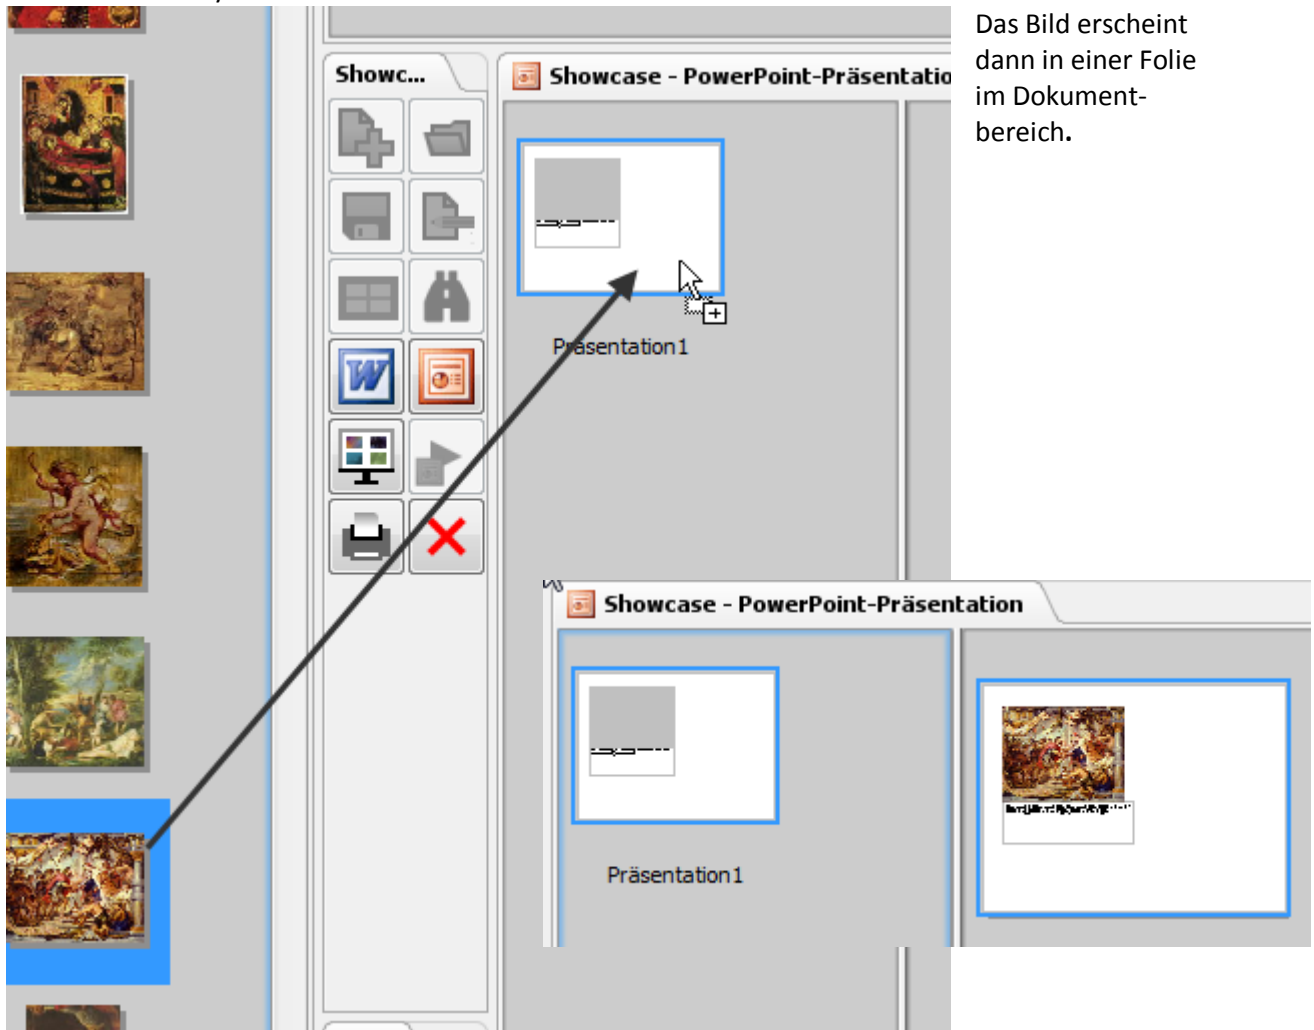 Das Bild erscheint
dann in einer Folie
im Dokument-
bereich.
Showc...
Showcase - PowerPoint-Präsentatio
Präsentation1
Showcase - PowerPoint-Präsentation
Präsentation1